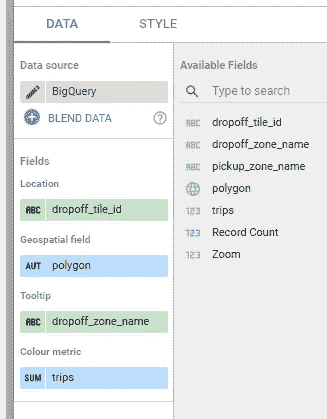 DATA
STYLE
Data source
BigQuery
BLEND DATA
?
Fields
Location
ABC dropoff_tile_id
Geospatial field
AUT polygon
Tooltip
ABC dropoff_zone_name
Colour metric
SUM trips
Available Fields
Type to search
ABC dropoff_tile_id
ABC dropoff_zone_name
ABC pickup_zone_name
polygon
123 trips
123 Record Count
123 Zoom